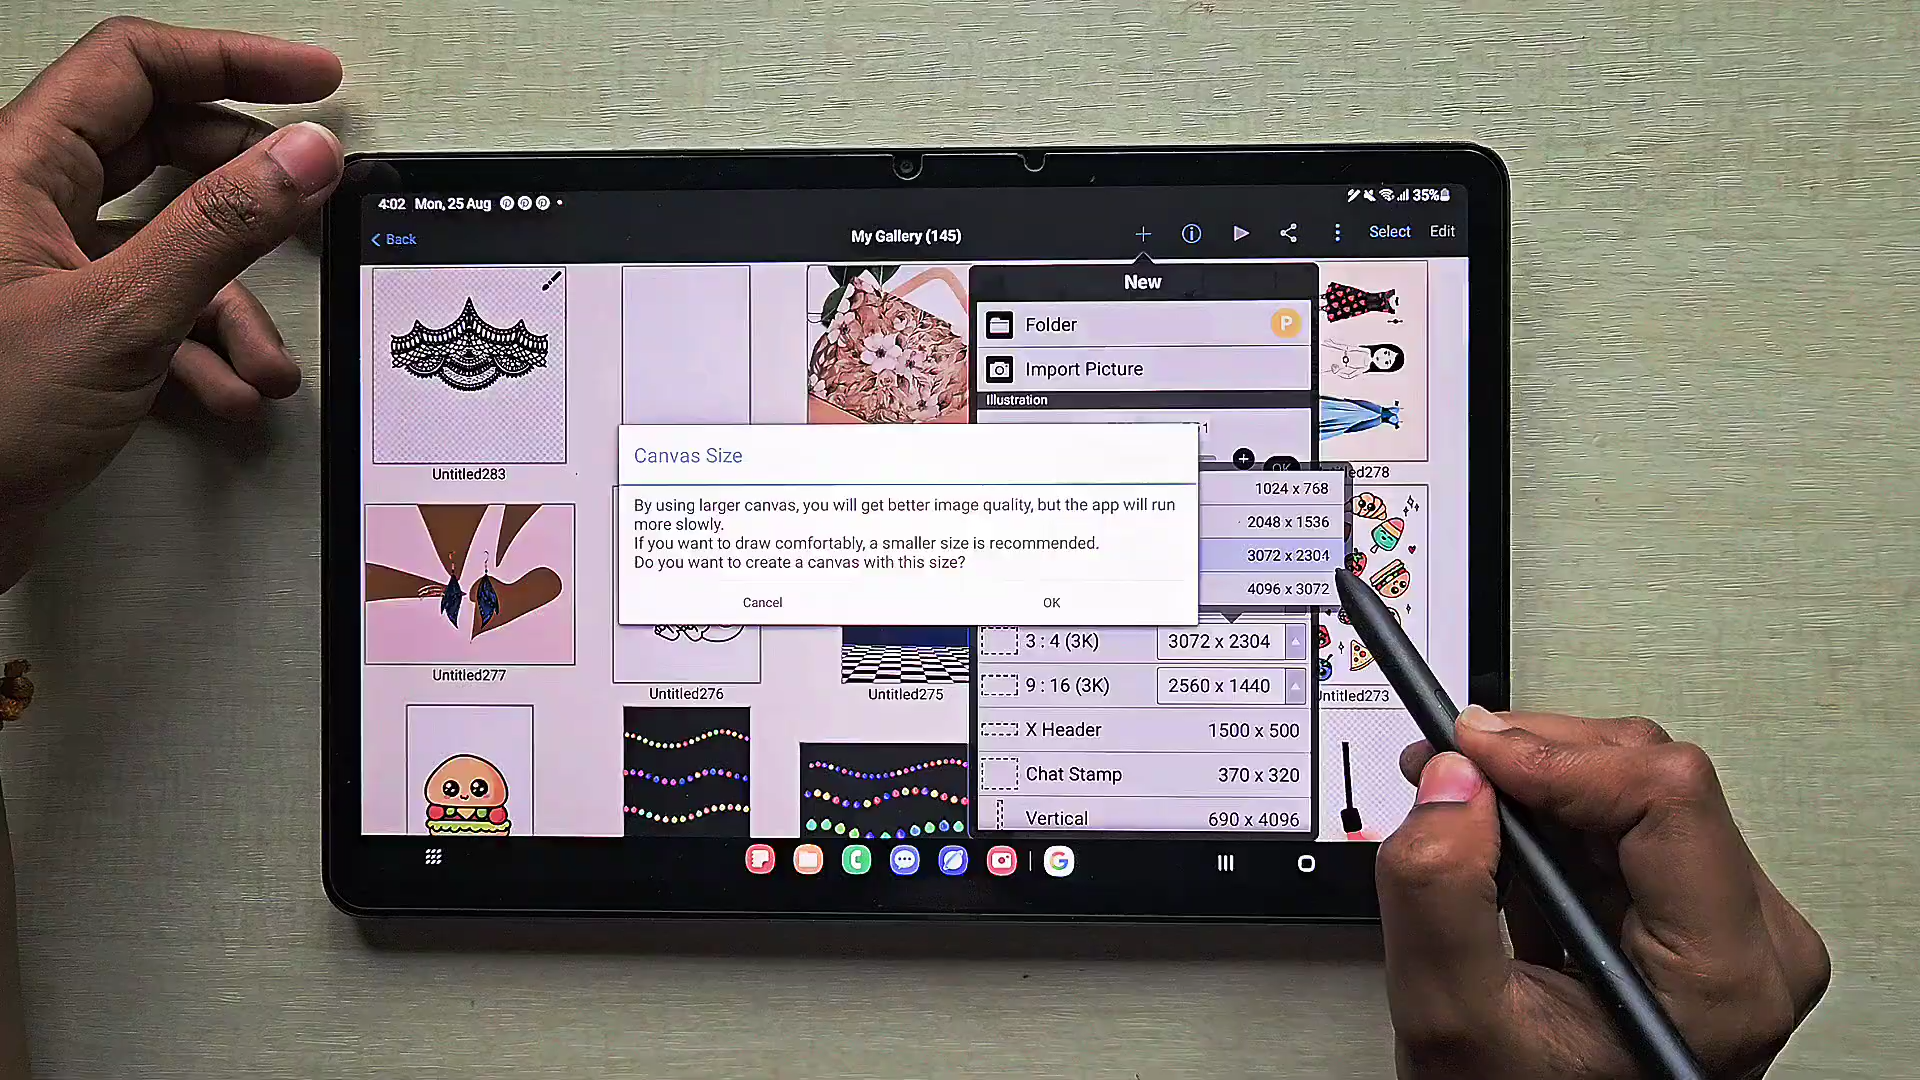 4:02 Mon, 25 Aug
35%
Back
My Gallery (145)
Select
Edit
New
Folder
P
Import Picture
Illustration
Canvas Size
By using larger canvas, you will get better image quality, but the app will run
more slowly.
If you want to draw comfortably, a smaller size is recommended.
Do you want to create a canvas with this size?
Cancel
OK
1024 x 768
2048 x 1536
3072 x 2304
4096 x 3072
3 : 4 (3K) 3072 x 2304
9 : 16 (3K) 2560 x 1440
X Header 1500 x 500
Chat Stamp 370 x 320
Vertical 690 x 4096
Untitled283
Untitled277
Untitled276
Untitled275
Untitled273